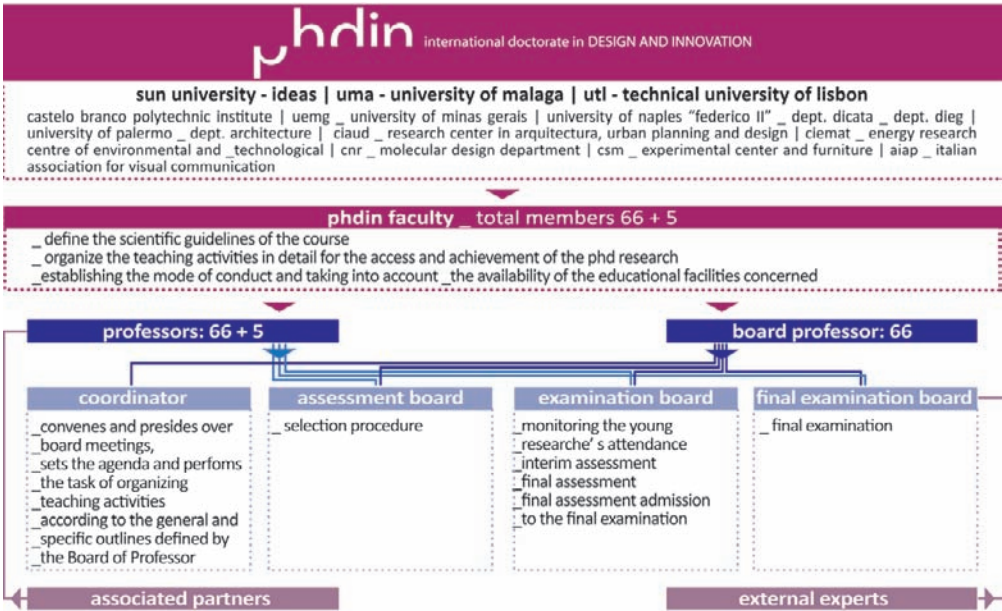 phdin international doctorate in DESIGN AND INNOVATION
sun university - ideas | uma - university of malaga | utl - technical university of lisbon
castelo branco polytechnic institute | uemg _ university of minas gerais | university of naples "federico II" _ dept. dicata _ dept. dieg |
university of palermo _ dept. architecture | ciaud _ research center in arquitectura, urban planning and design | ciemat _ energy research
centre of environmental and _technological | cnr _ molecular design department | csm _ experimental center and furniture | aiap _ italian
association for visual communication
phdin faculty _ total members 66 + 5
_ define the scientific guidelines of the course
_ organize the teaching activities in detail for the access and achievement of the phd research
_establishing the mode of conduct and taking into account _the availability of the educational facilities concerned
professors: 66 + 5
board professor: 66
coordinator
_convenes and presides over
_board meetings,
_sets the agenda and perfoms
_the task of organizing
_teaching activities
_according to the general and
_specific outlines defined by
_the Board of Professor
assessment board
_ selection procedure
examination board
_monitoring the young
_researche' s attendance
_interim assessment
_final assessment
_final assessment admission
_to the final examination
final examination board
_ final examination
associated partners
external experts